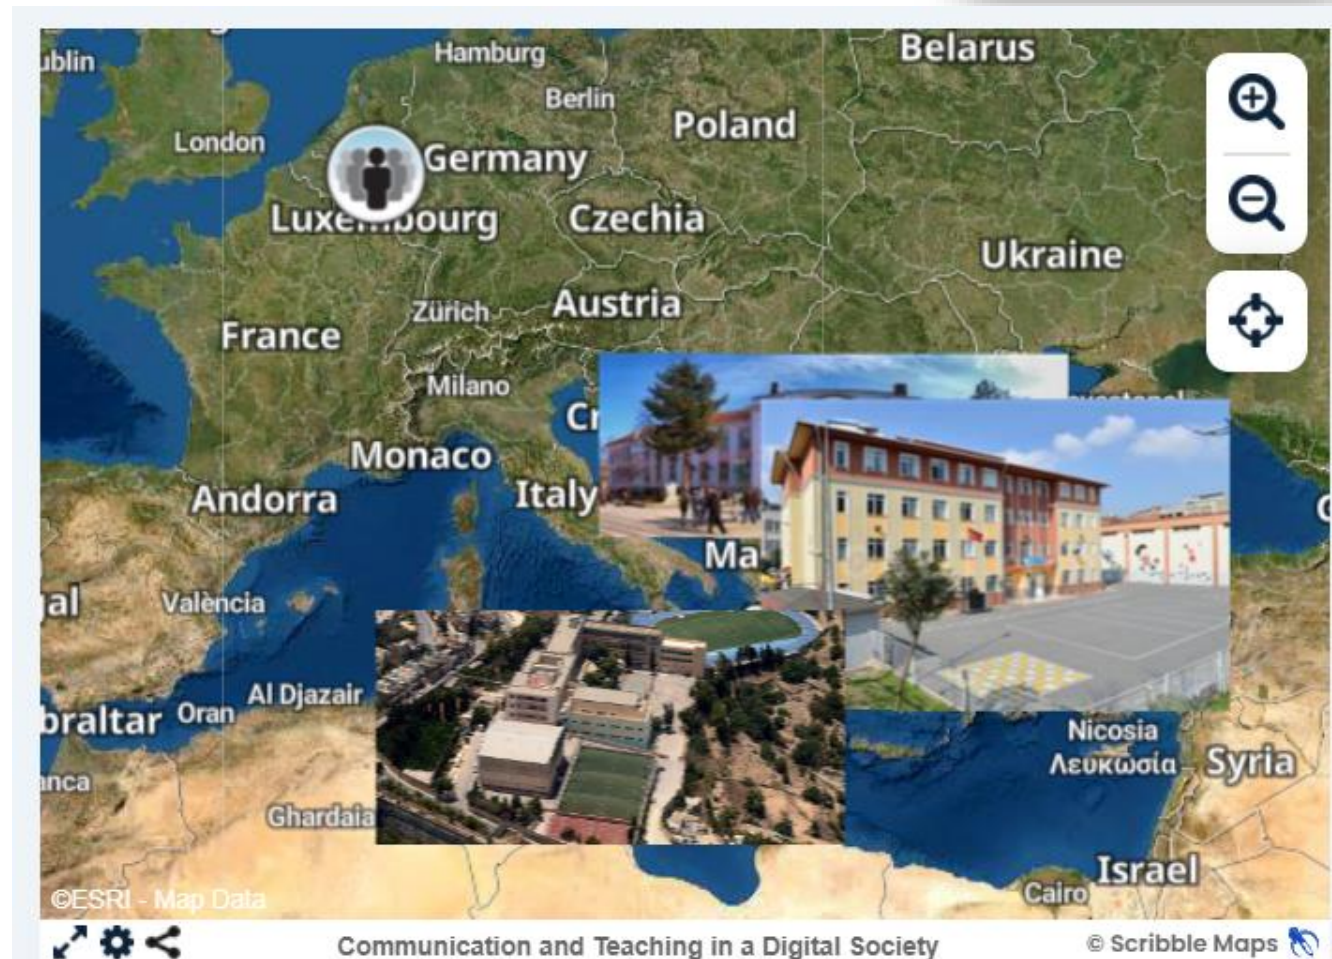 Hamburg
Belarus
ublin
Berlin
Poland
London
Germany
Luxembourg
Czechia
Ukraine
Zürich
Austria
France
Milano
Cr
Monaco
Andorra
Italy
Ma
al
València
Al Djazair
braltar
Oran
Nicosia
Λευκωσία
Syria
anca
Ghardaia
Israel
Cairo
©ESRI - Map Data
Communication and Teaching in a Digital Society
© Scribble Maps